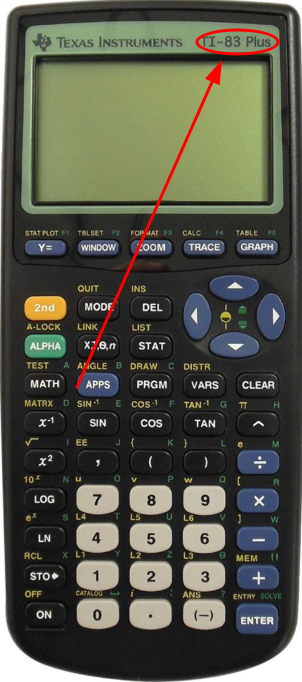 TEXAS INSTRUMENTS TI-83 Plus
STAT PLOT F1 TBLSET F2 FORMAT F3 CALC F4 TABLE F5
Y= WINDOW ZOOM TRACE GRAPH
QUIT INS
2nd MODE DEL
A-LOCK LINK LIST
ALPHA X,T,Θ,n STAT
TEST A ANGLE B DRAW C DISTR
MATH APPS PRGM VARS CLEAR
MATRX D SIN⁻¹ E COS⁻¹ F TAN⁻¹ G π H
x⁻¹ SIN COS TAN ^
√ I EE J { K } L e M
x² , ( ) ÷
10ˣ N u O v P w Q [ R
LOG 7 8 9 ×
eˣ S L4 T L5 U L6 V ] W
LN 4 5 6 −
RCL X L1 Y L2 Z L3 θ MEM "
STO▸ 1 2 3 +
OFF CATALOG ⎵ i : ANS ? ENTRY SOLVE
ON 0 . (−) ENTER